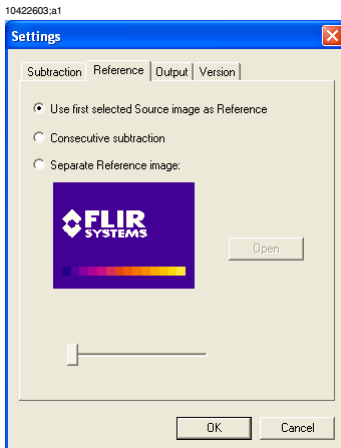 10422603;a1
Settings
Subtraction Reference Output Version
Use first selected Source image as Reference
Consecutive subtraction
Separate Reference image:
FLIR
SYSTEMS
Open
OK Cancel